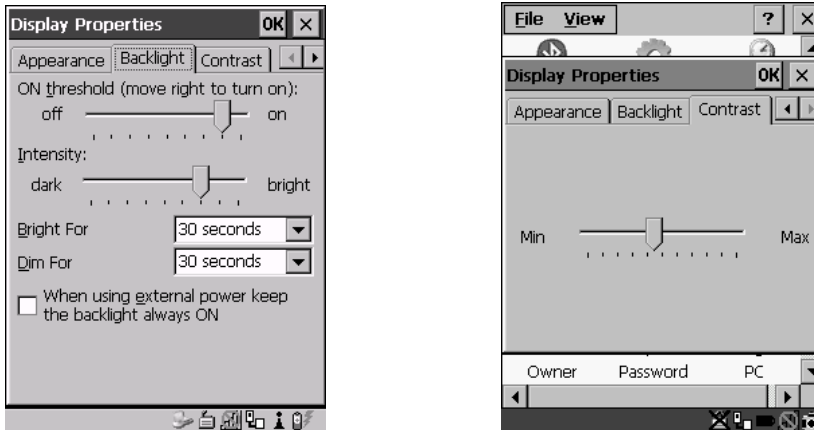 Display Properties OK
Appearance Backlight Contrast
ON threshold (move right to turn on):
off on
Intensity:
dark bright
Bright For 30 seconds
Dim For 30 seconds
When using external power keep
the backlight always ON
File View ?
Display Properties OK
Appearance Backlight Contrast
Min Max
Owner Password PC